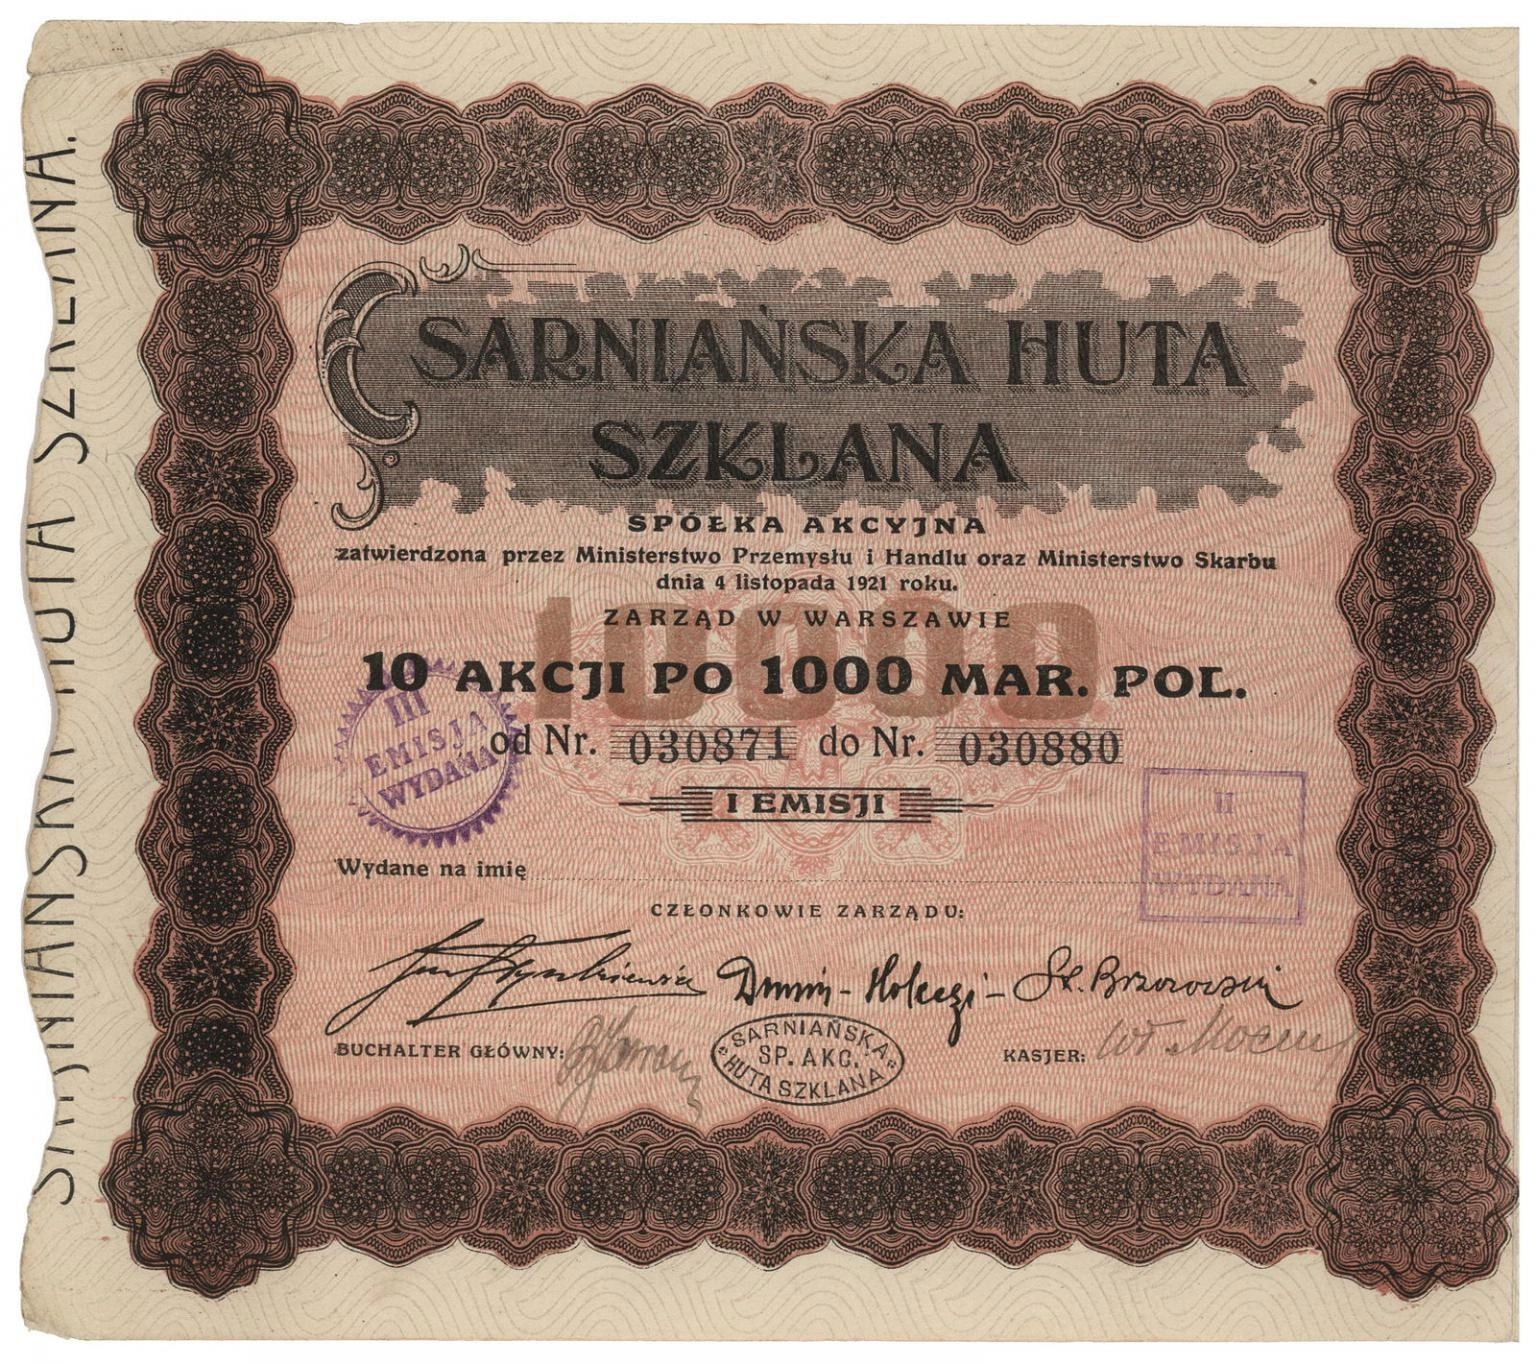 SARNIAŃSKA HUTA SZKLANA.
SARNIAŃSKA HUTA
SZKLANA
SPÓŁKA AKCYJNA
zatwierdzona przez Ministerstwo Przemysłu i Handlu oraz Ministerstwo Skarbu
dnia 4 listopada 1921 roku.
ZARZĄD W WARSZAWIE
10000
10 AKCJI PO 1000 MAR. POL.
od Nr. 030871 do Nr. 030880
III
EMISJA
WYDANA
I EMISJI
II
EMISJA
WYDANA
Wydane na imię
CZŁONKOWIE ZARZĄDU:
St. Brzozowski
BUCHALTER GŁÓWNY:
SARNIAŃSKA
SP. AKC.
HUTA SZKLANA
KASJER: